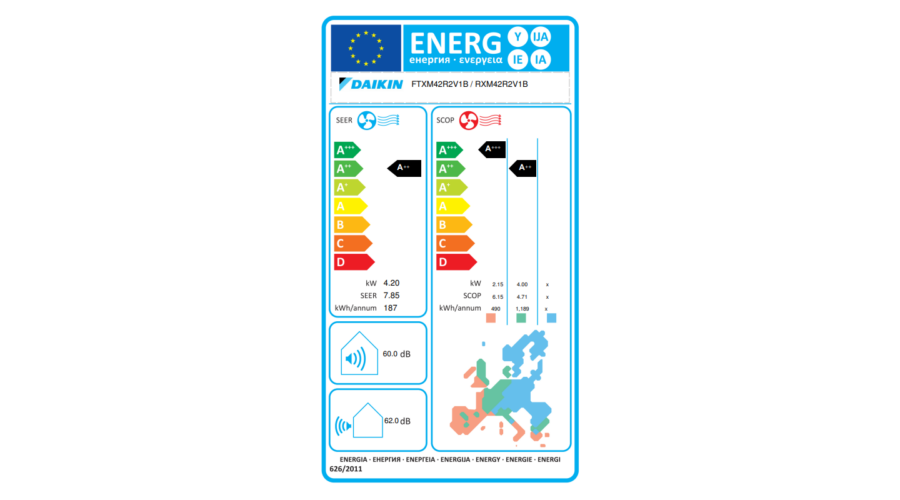 ENERG Y IJA
енергия · ενεργεια IE IA
DAIKIN FTXM42R2V1B / RXM42R2V1B
SEER
A+++
A++ A++
A+
A
B
C
D
kW 4.20
SEER 7.85
kWh/annum 187
60.0 dB
62.0 dB
SCOP
A+++ A+++
A++ A++
A+
A
B
C
D
kW 2.15 4.00 x
SCOP 6.15 4.71 x
kWh/annum 490 1,189 x
ENERGIA · ЕНЕРГИЯ · ΕΝΕΡΓΕΙΑ · ENERGIJA · ENERGY · ENERGIE · ENERGI
626/2011